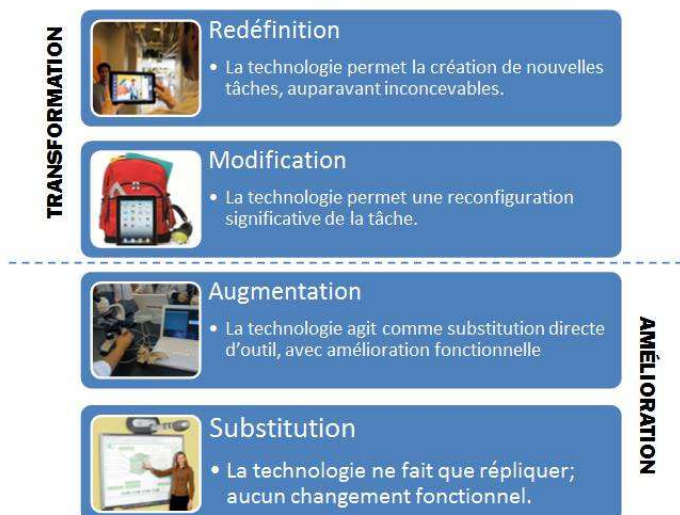 TRANSFORMATION
Redéfinition
• La technologie permet la création de nouvelles
tâches, auparavant inconcevables.
Modification
• La technologie permet une reconfiguration
significative de la tâche.
Augmentation
• La technologie agit comme substitution directe
d'outil, avec amélioration fonctionnelle
AMÉLIORATION
Substitution
• La technologie ne fait que répliquer;
aucun changement fonctionnel.